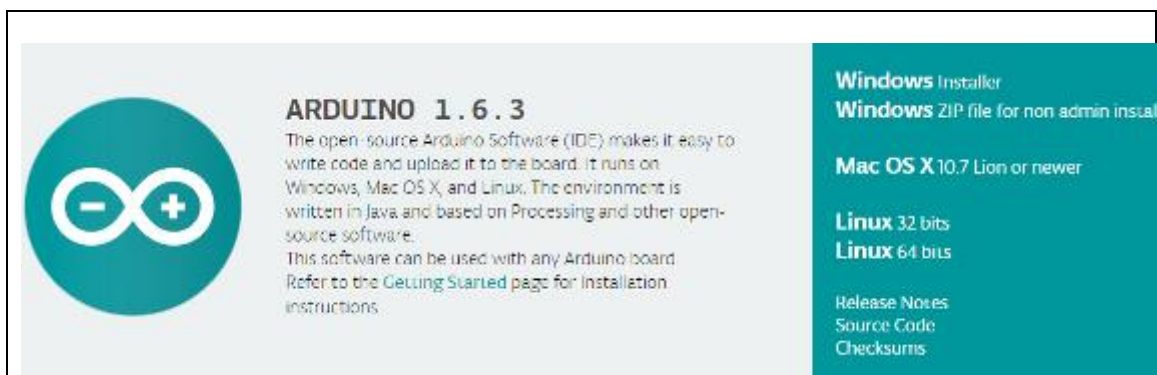 ARDUINO 1.6.3
The open-source Arduino Software (IDE) makes it easy to
write code and upload it to the board. It runs on
Windows, Mac OS X, and Linux. The environment is
written in Java and based on Processing and other open-
source software.
This software can be used with any Arduino board.
Refer to the Getting Started page for Installation
instructions.
Windows Installer
Windows ZIP file for non admin instal
Mac OS X 10.7 Lion or newer
Linux 32 bits
Linux 64 bits
Release Notes
Source Code
Checksums